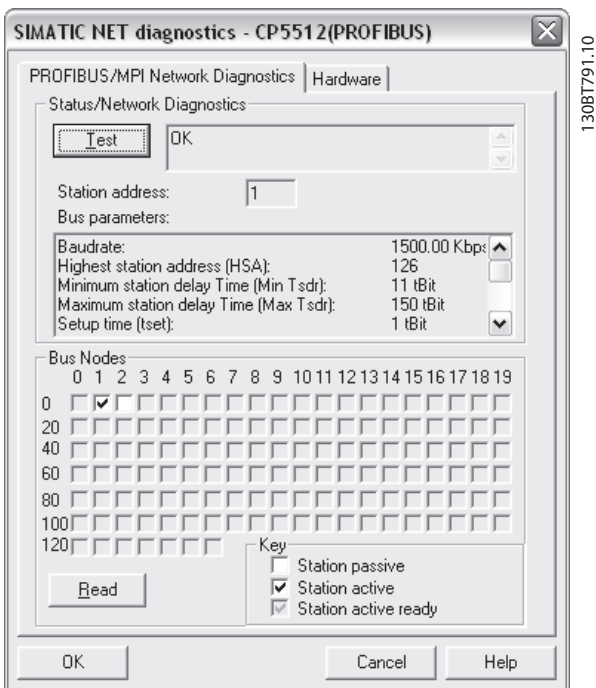 SIMATIC NET diagnostics - CP5512(PROFIBUS)
130BT791.10
PROFIBUS/MPI Network Diagnostics Hardware
Status/Network Diagnostics
Test OK
Station address: 1
Bus parameters:
Baudrate: 1500.00 Kbps
Highest station address (HSA): 126
Minimum station delay Time (Min Tsdr): 11 tBit
Maximum station delay Time (Max Tsdr): 150 tBit
Setup time (tset): 1 tBit
Bus Nodes
0 1 2 3 4 5 6 7 8 9 10 11 12 13 14 15 16 17 18 19
0
20
40
60
80
100
120
Key
Station passive
Station active
Station active ready
Read
OK Cancel Help